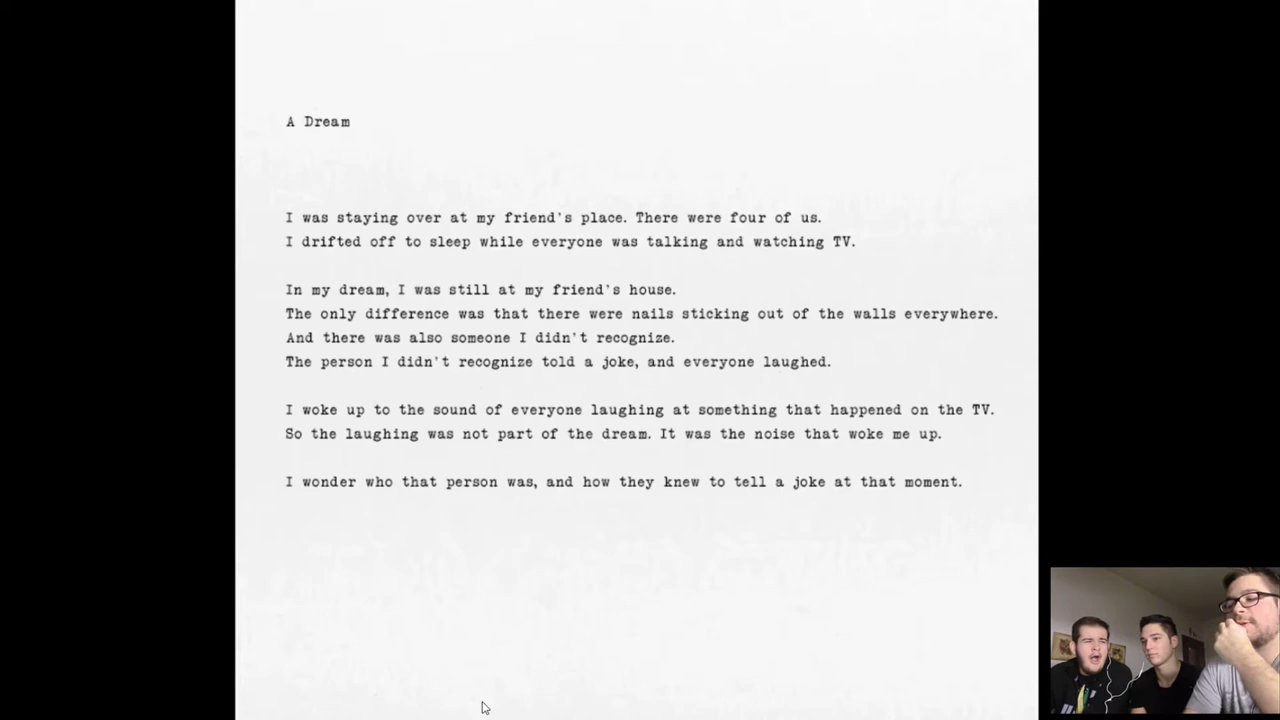 A Dream
I was staying over at my friend's place. There were four of us.
I drifted off to sleep while everyone was talking and watching TV.
In my dream, I was still at my friend's house.
The only difference was that there were nails sticking out of the walls everywhere.
And there was also someone I didn't recognize.
The person I didn't recognize told a joke, and everyone laughed.
I woke up to the sound of everyone laughing at something that happened on the TV.
So the laughing was not part of the dream. It was the noise that woke me up.
I wonder who that person was, and how they knew to tell a joke at that moment.